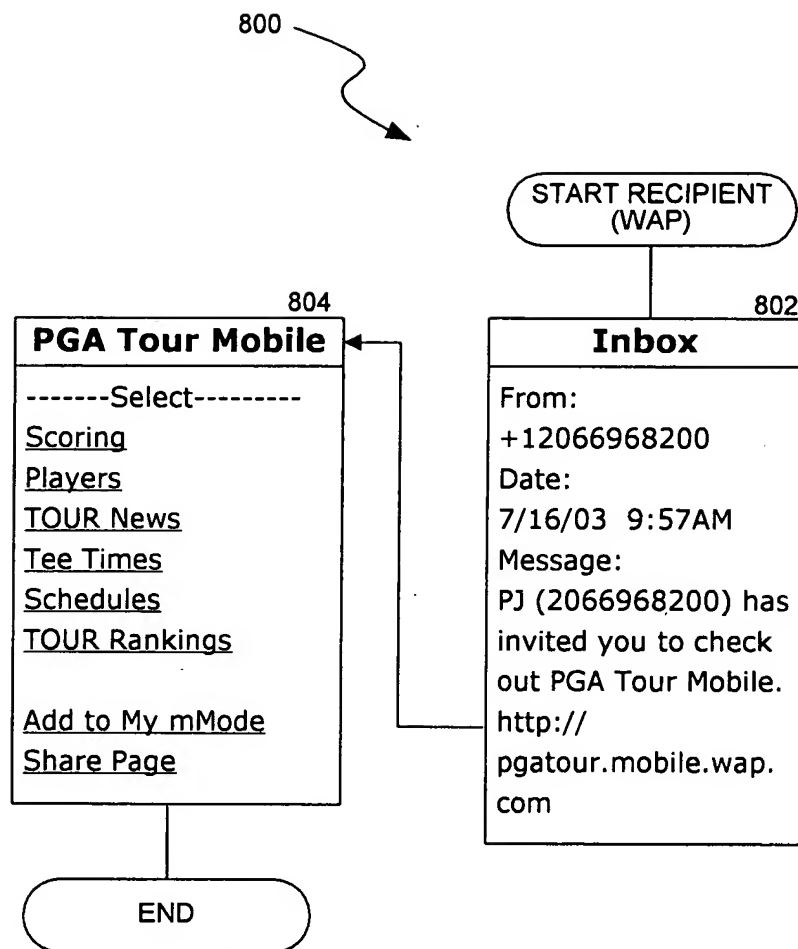 800
START RECIPIENT
(WAP)
804
PGA Tour Mobile
-------Select---------
Scoring
Players
TOUR News
Tee Times
Schedules
TOUR Rankings
Add to My mMode
Share Page
END
802
Inbox
From:
+12066968200
Date:
7/16/03 9:57AM
Message:
PJ (2066968200) has
invited you to check
out PGA Tour Mobile.
http://
pgatour.mobile.wap.
com